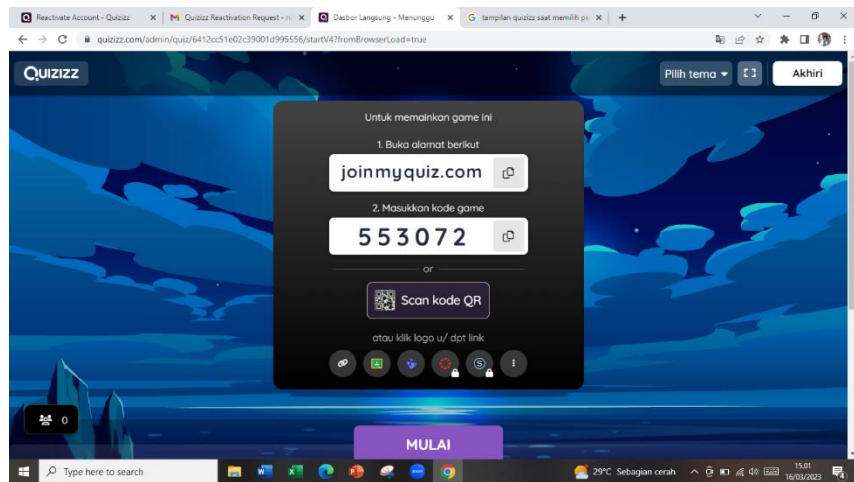 Reactivate Account - Quizizz
Quizizz Reactivation Request - n
Dasbor Langsung - Menunggu
tampilan quizizz saat memilih pe
quizizz.com/admin/quiz/6412cc51e02c39001d995556/startV4?fromBrowserLoad=true
QUIZIZZ
Pilih tema
Akhiri
Untuk memainkan game ini
1. Buka alamat berikut
joinmyquiz.com
2. Masukkan kode game
553072
or
Scan kode QR
atau klik logo u/ dpt link
0
MULAI
Type here to search
29°C Sebagian cerah
15.01
16/03/2023